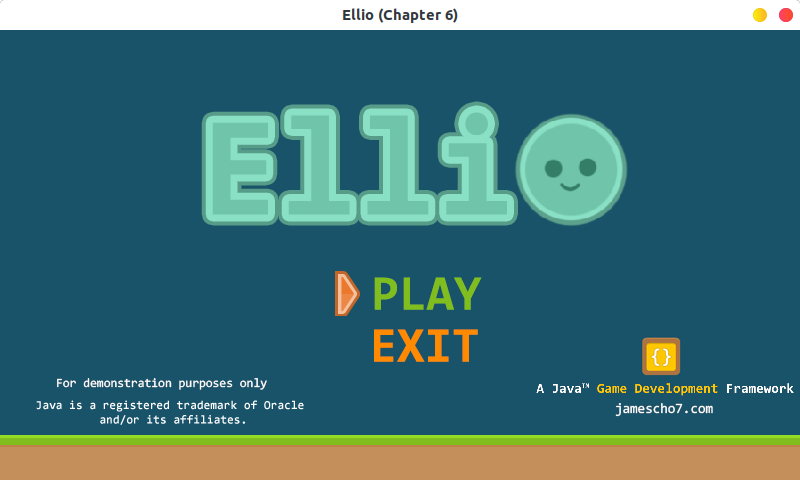 Ellio (Chapter 6)
Ellio
PLAY
EXIT
For demonstration purposes only
Java is a registered trademark of Oracle
and/or its affiliates.
{}
A Java™ Game Development Framework
jamescho7.com